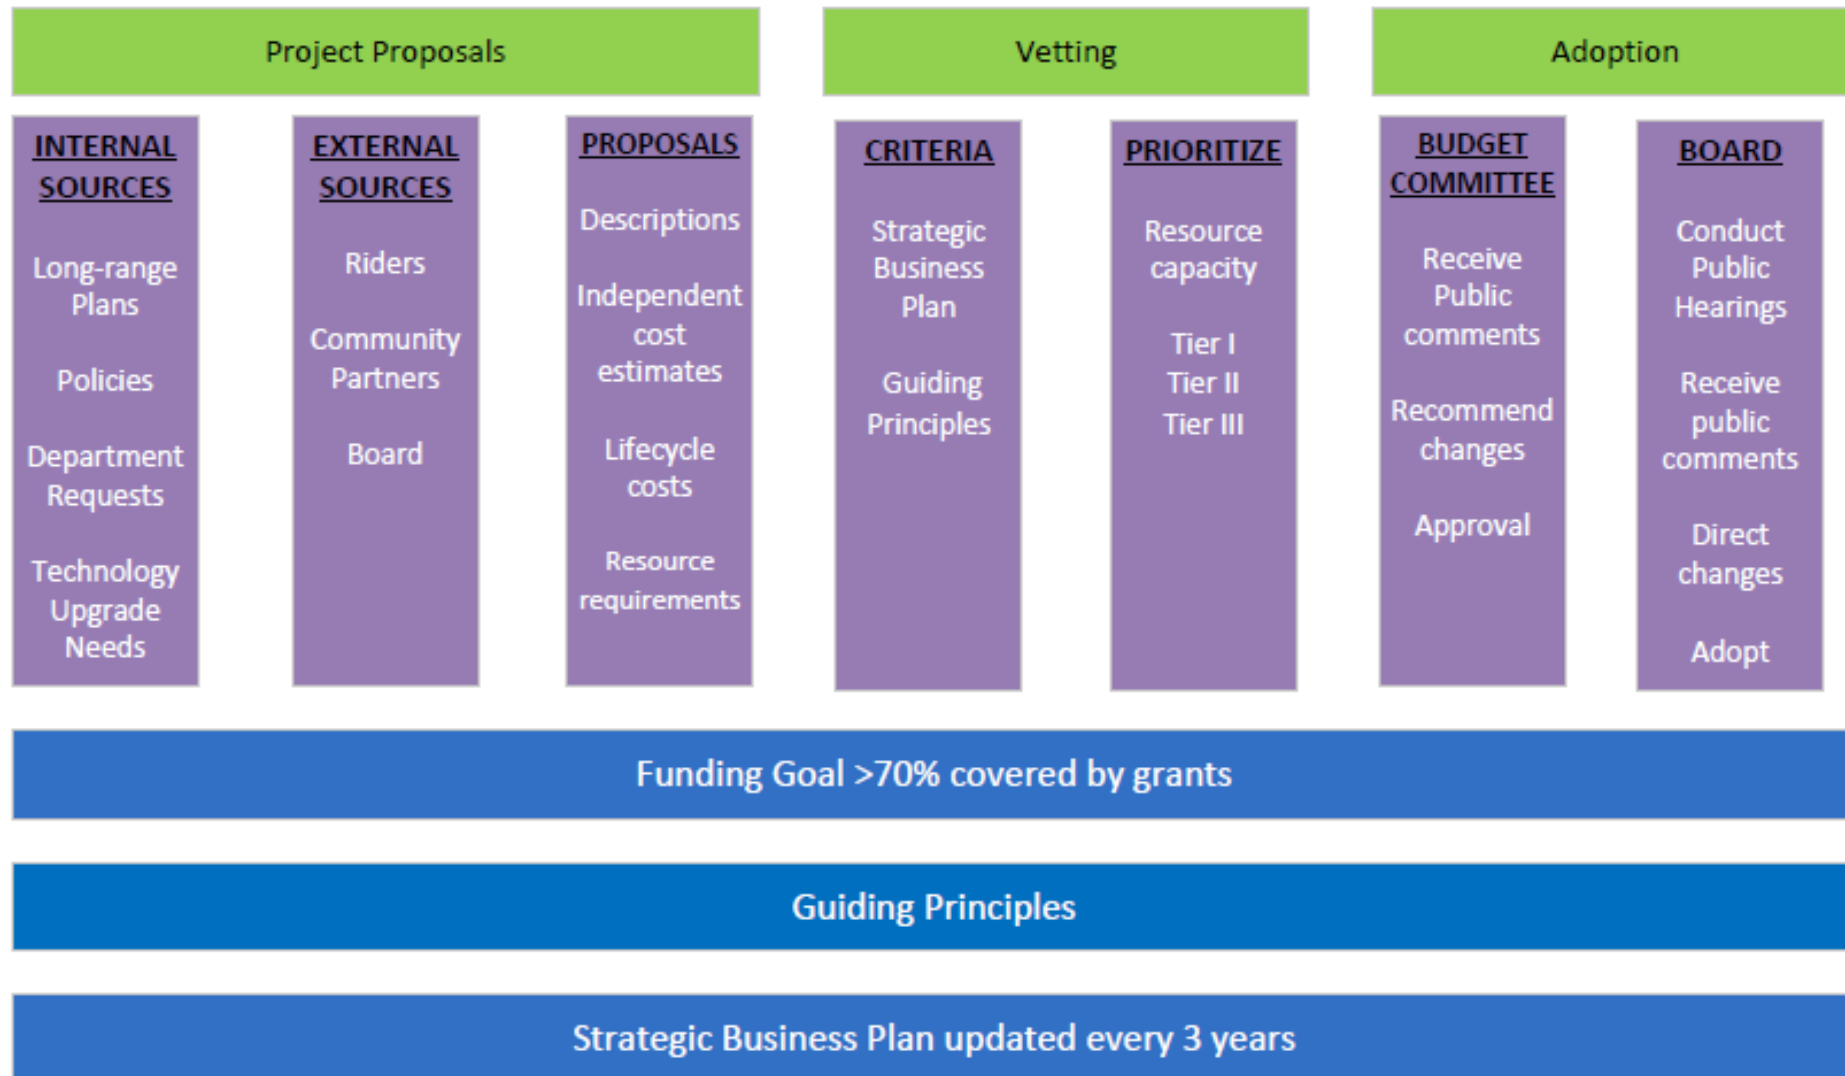 Project Proposals
Vetting
Adoption
INTERNAL
SOURCES
Long-range
Plans
Policies
Department
Requests
Technology
Upgrade
Needs
EXTERNAL
SOURCES
Riders
Community
Partners
Board
PROPOSALS
Descriptions
Independent
cost
estimates
Lifecycle
costs
Resource
requirements
CRITERIA
Strategic
Business
Plan
Guiding
Principles
PRIORITIZE
Resource
capacity
Tier I
Tier II
Tier III
BUDGET
COMMITTEE
Receive
Public
comments
Recommend
changes
Approval
BOARD
Conduct
Public
Hearings
Receive
public
comments
Direct
changes
Adopt
Funding Goal >70% covered by grants
Guiding Principles
Strategic Business Plan updated every 3 years